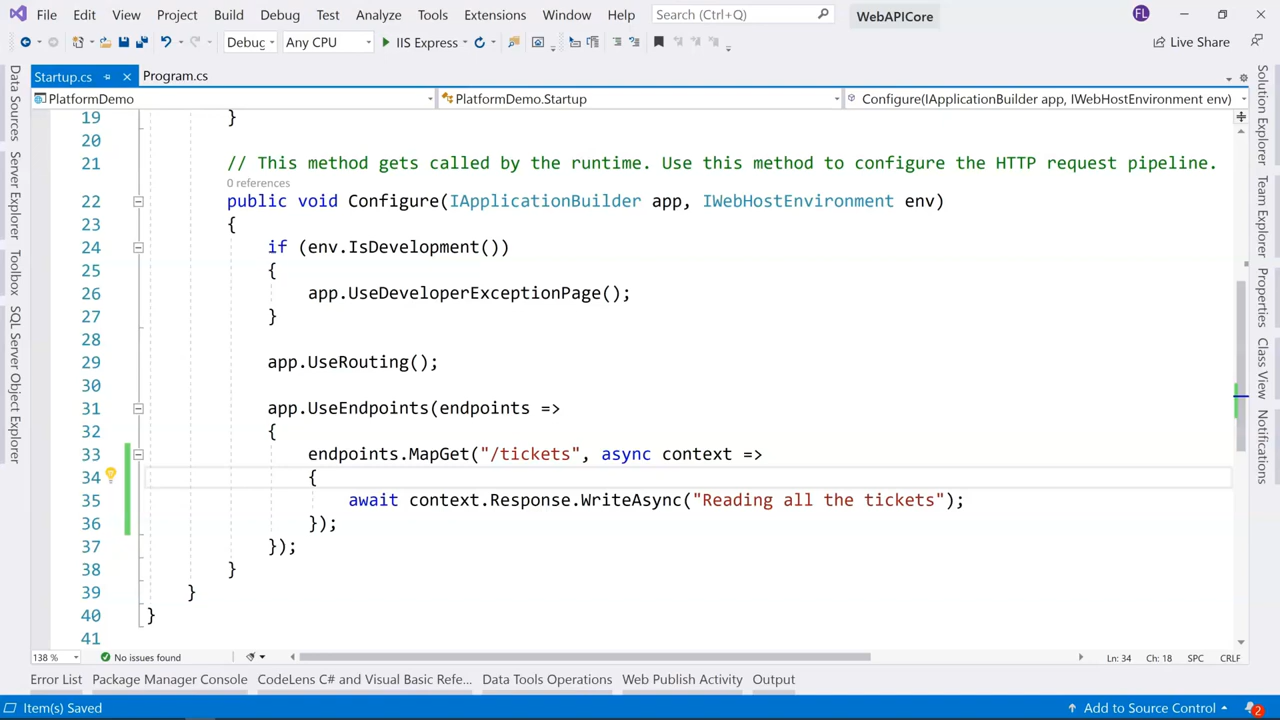 File Edit View Project Build Debug Test Analyze Tools Extensions Window Help Search (Ctrl+Q) WebAPICore FL
Debug Any CPU IIS Express Live Share
Startup.cs Program.cs
PlatformDemo PlatformDemo.Startup Configure(IApplicationBuilder app, IWebHostEnvironment env)
Data Sources
Server Explorer
Toolbox
SQL Server Object Explorer
19 }
20
21 // This method gets called by the runtime. Use this method to configure the HTTP request pipeline.
0 references
22 public void Configure(IApplicationBuilder app, IWebHostEnvironment env)
23 {
24 if (env.IsDevelopment())
25 {
26 app.UseDeveloperExceptionPage();
27 }
28
29 app.UseRouting();
30
31 app.UseEndpoints(endpoints =>
32 {
33 endpoints.MapGet("/tickets", async context =>
34 {
35 await context.Response.WriteAsync("Reading all the tickets");
36 });
37 });
38 }
39 }
40 }
41
Solution Explorer
Team Explorer
Properties
Class View
Notifications
138 % No issues found Ln: 34 Ch: 18 SPC CRLF
Error List Package Manager Console CodeLens C# and Visual Basic Refe... Data Tools Operations Web Publish Activity Output
Item(s) Saved Add to Source Control 2